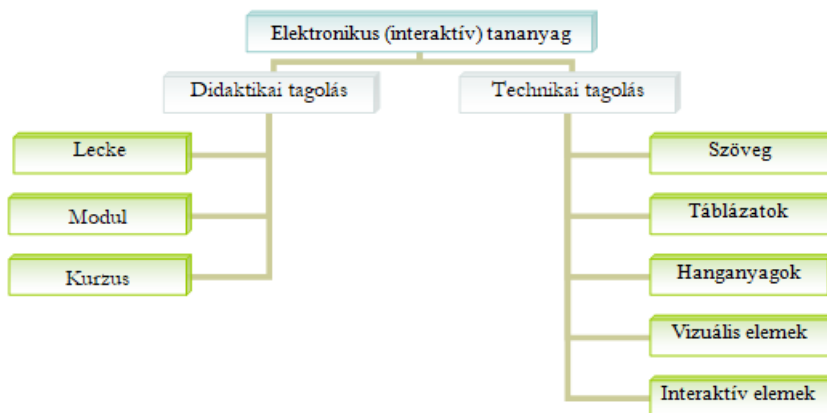 Elektronikus (interaktív) tananyag
Didaktikai tagolás
Technikai tagolás
Lecke
Modul
Kurzus
Szöveg
Táblázatok
Hanganyagok
Vizuális elemek
Interaktív elemek